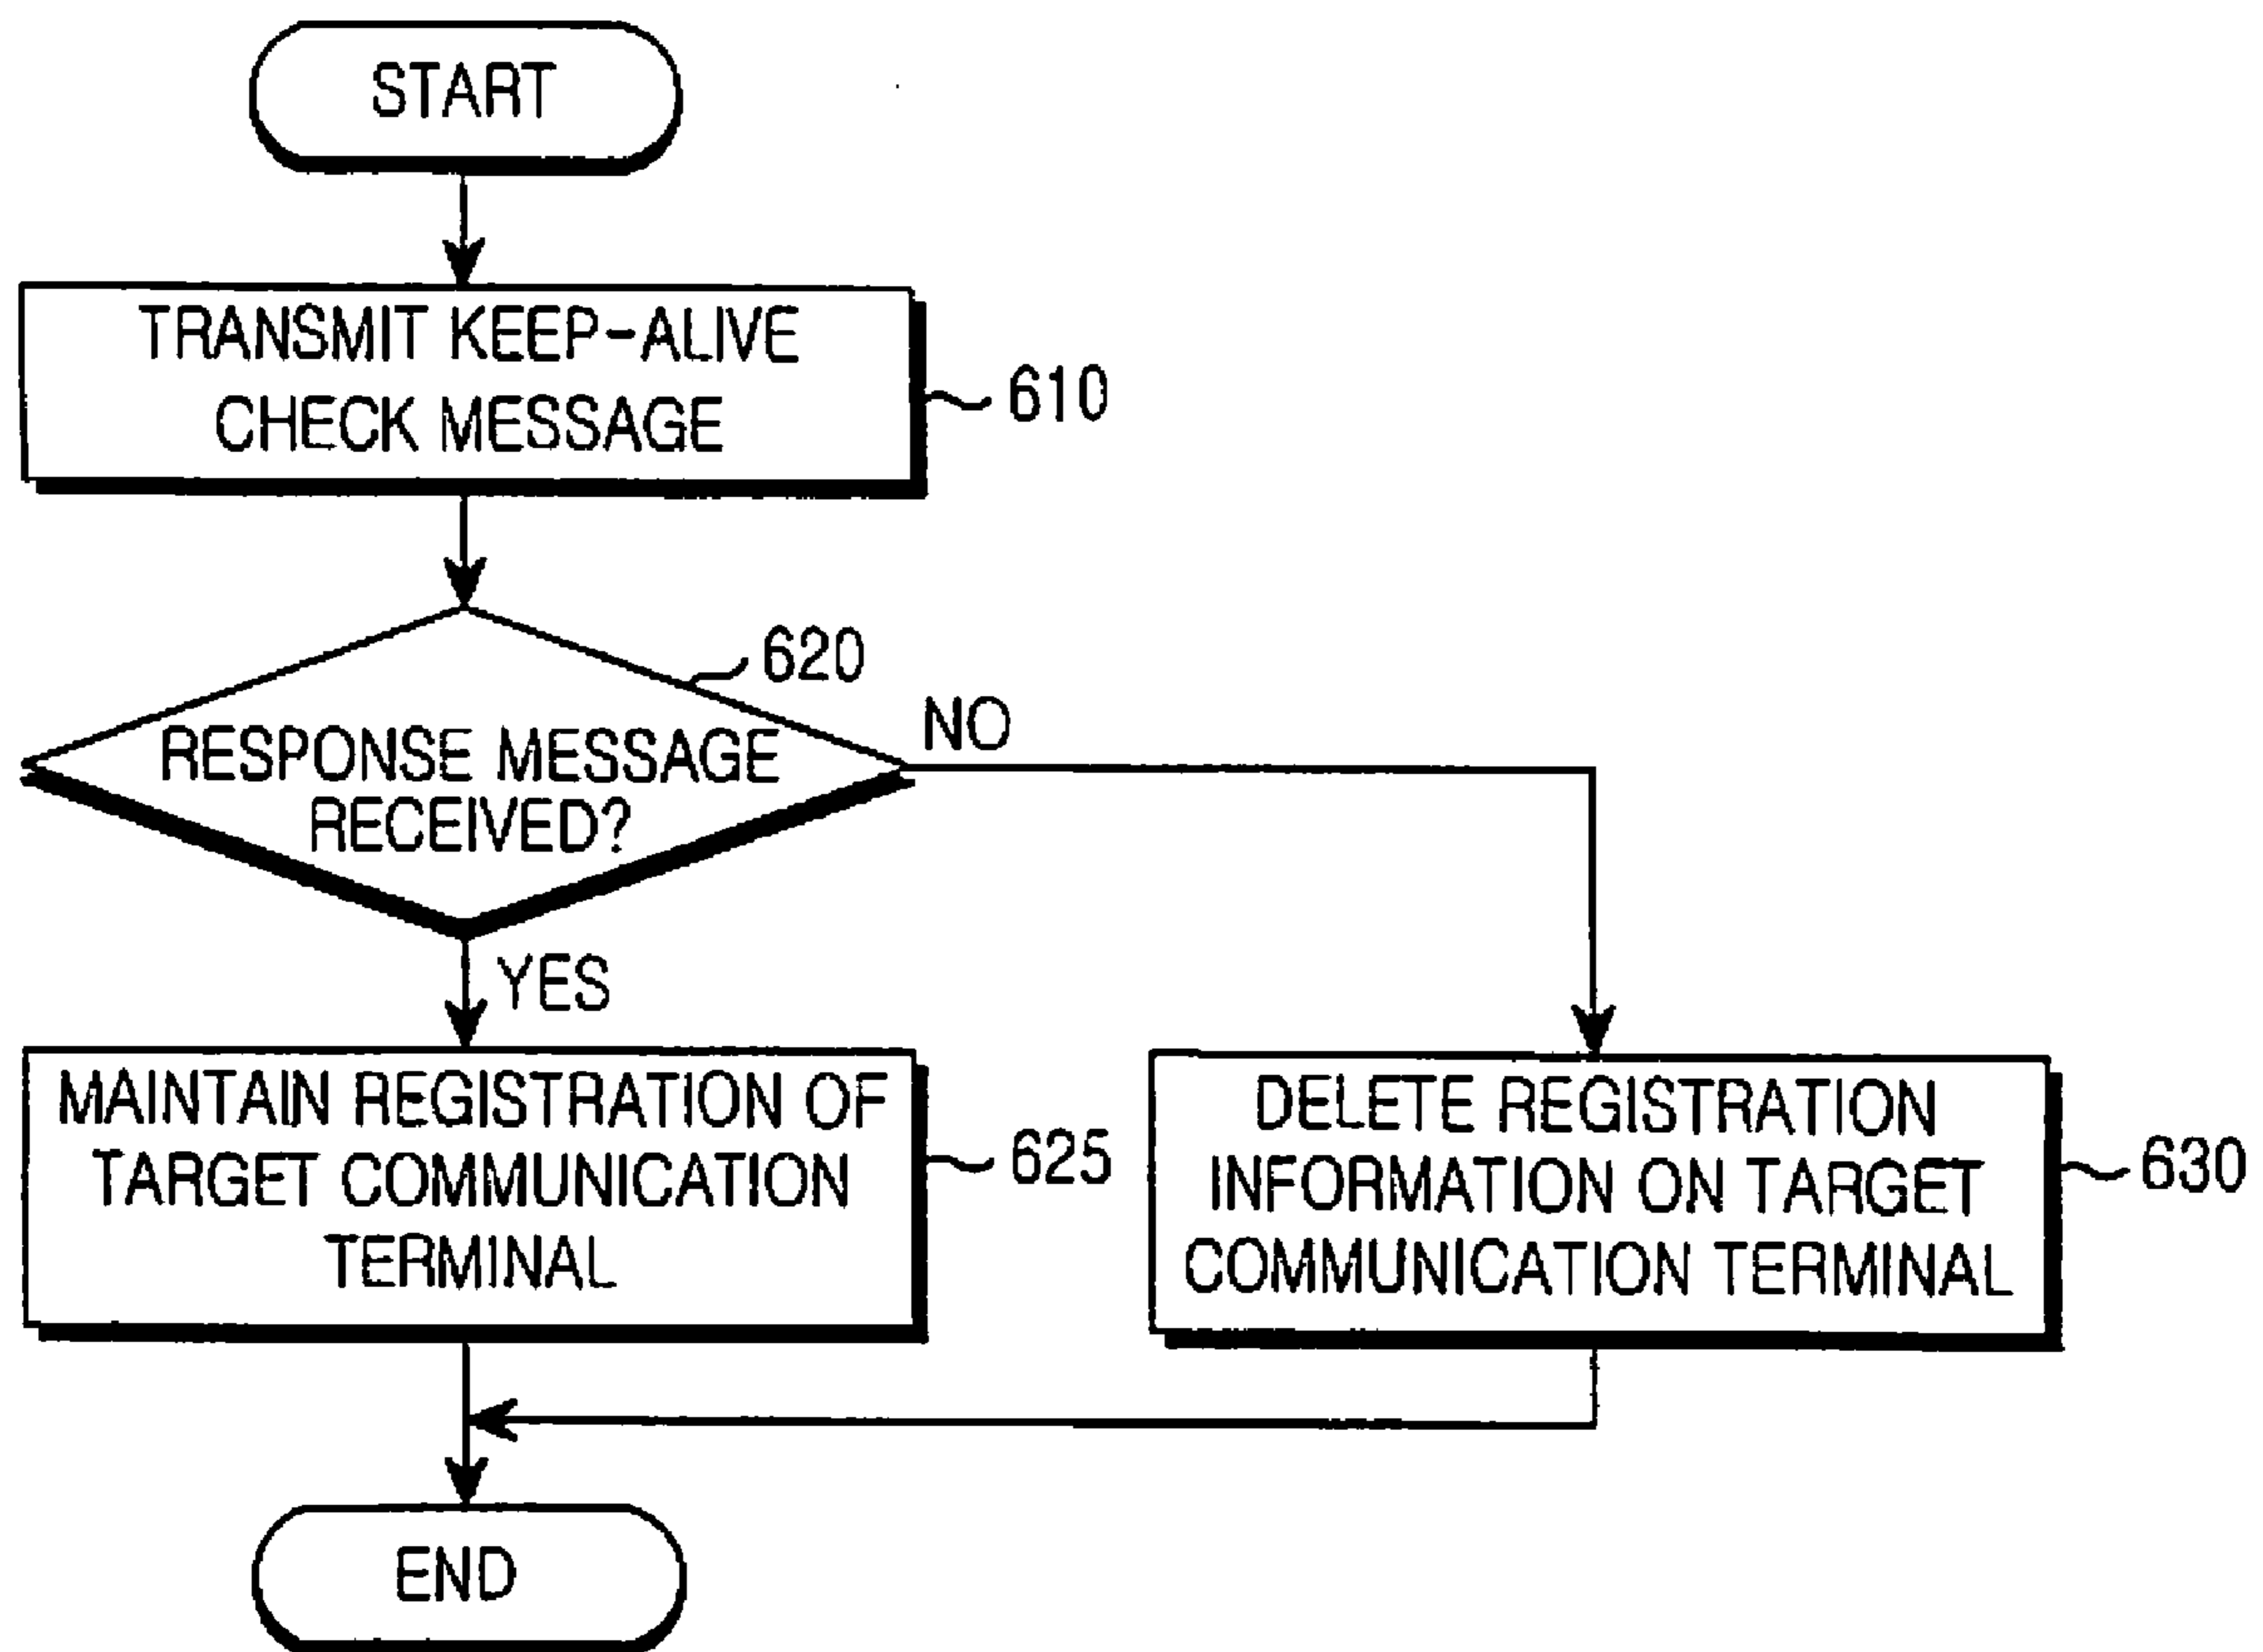 START
TRANSMIT KEEP-ALIVE
CHECK MESSAGE
610
620
NO
RESPONSE MESSAGE
RECEIVED?
YES
MAINTAIN REGISTRATION OF
TARGET COMMUNICATION
TERMINAL
625
DELETE REGISTRATION
INFORMATION ON TARGET
COMMUNICATION TERMINAL
630
END